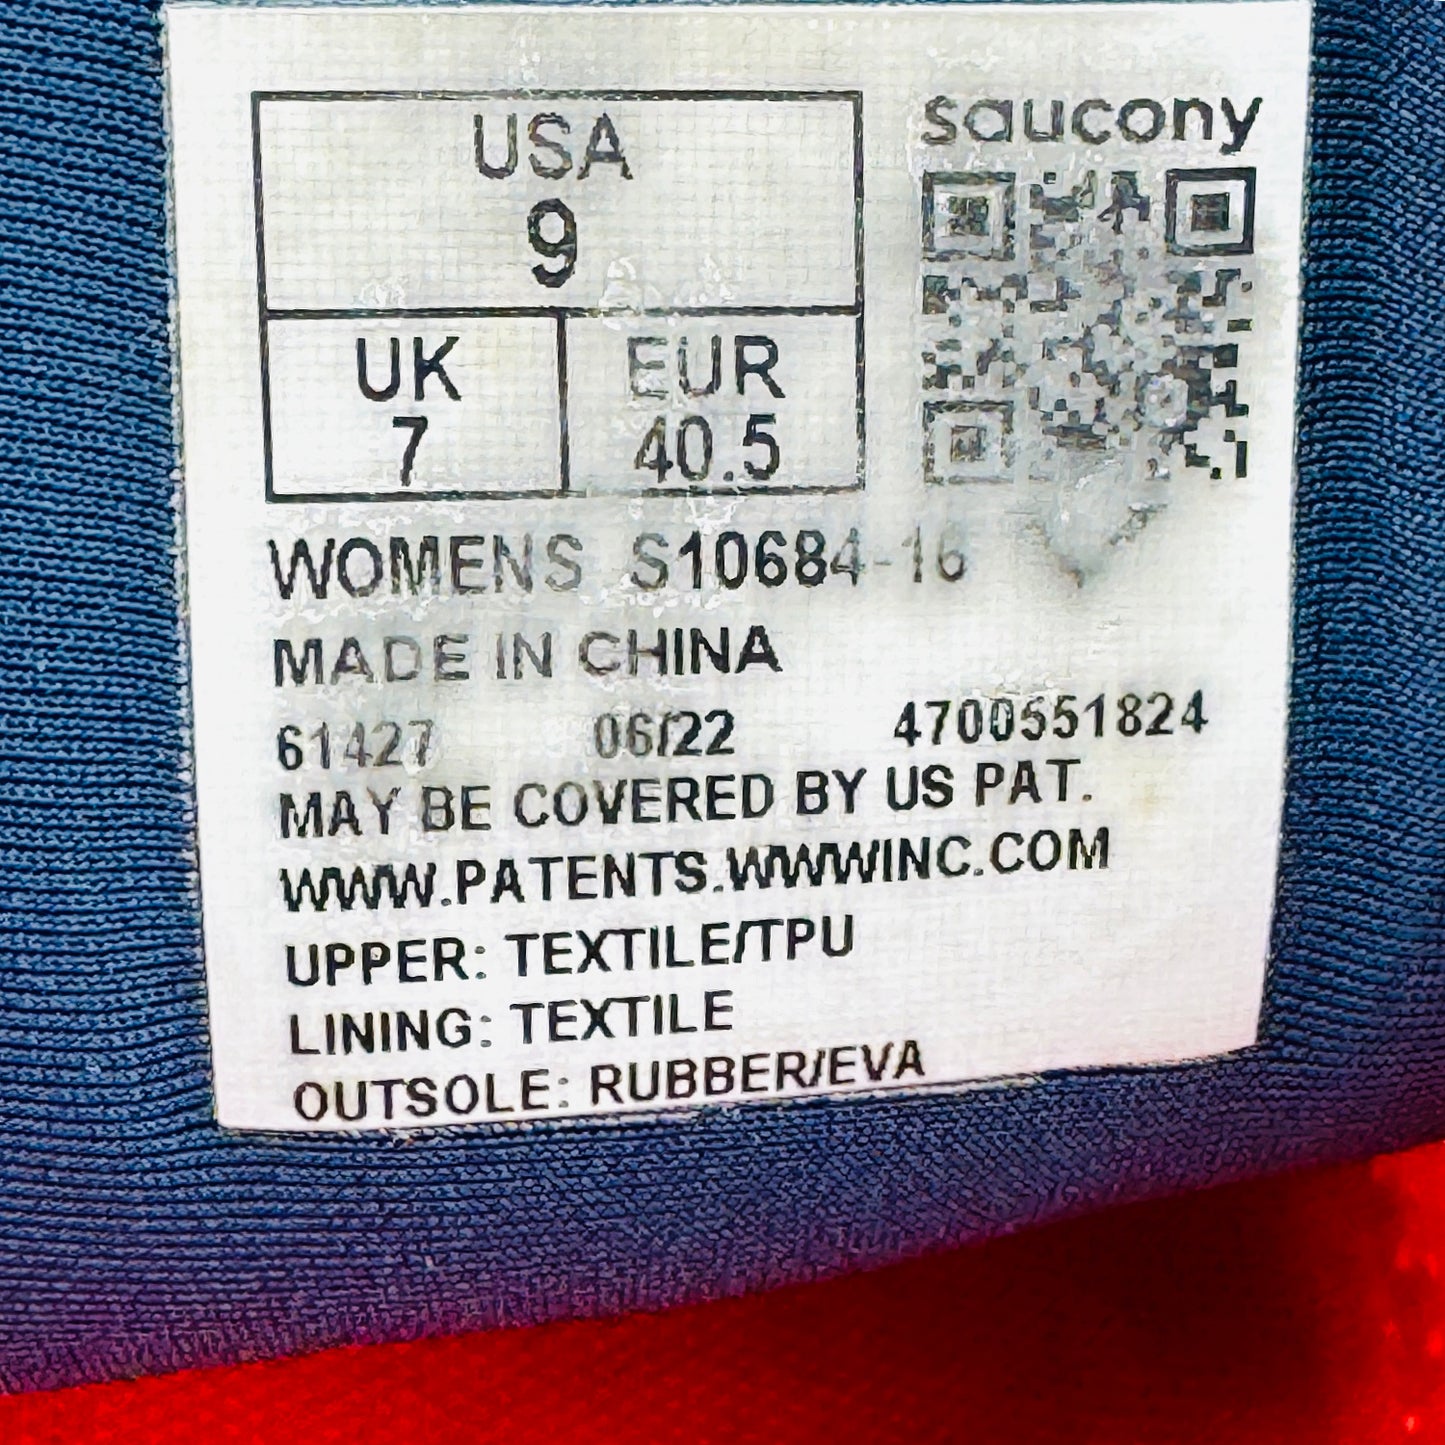 saucony
USA
9
UK EUR
7 40.5
WOMENS S10684-16
MADE IN CHINA
61427 06/22 4700551824
MAY BE COVERED BY US PAT.
WWW.PATENTS.WWWINC.COM
UPPER: TEXTILE/TPU
LINING: TEXTILE
OUTSOLE: RUBBER/EVA